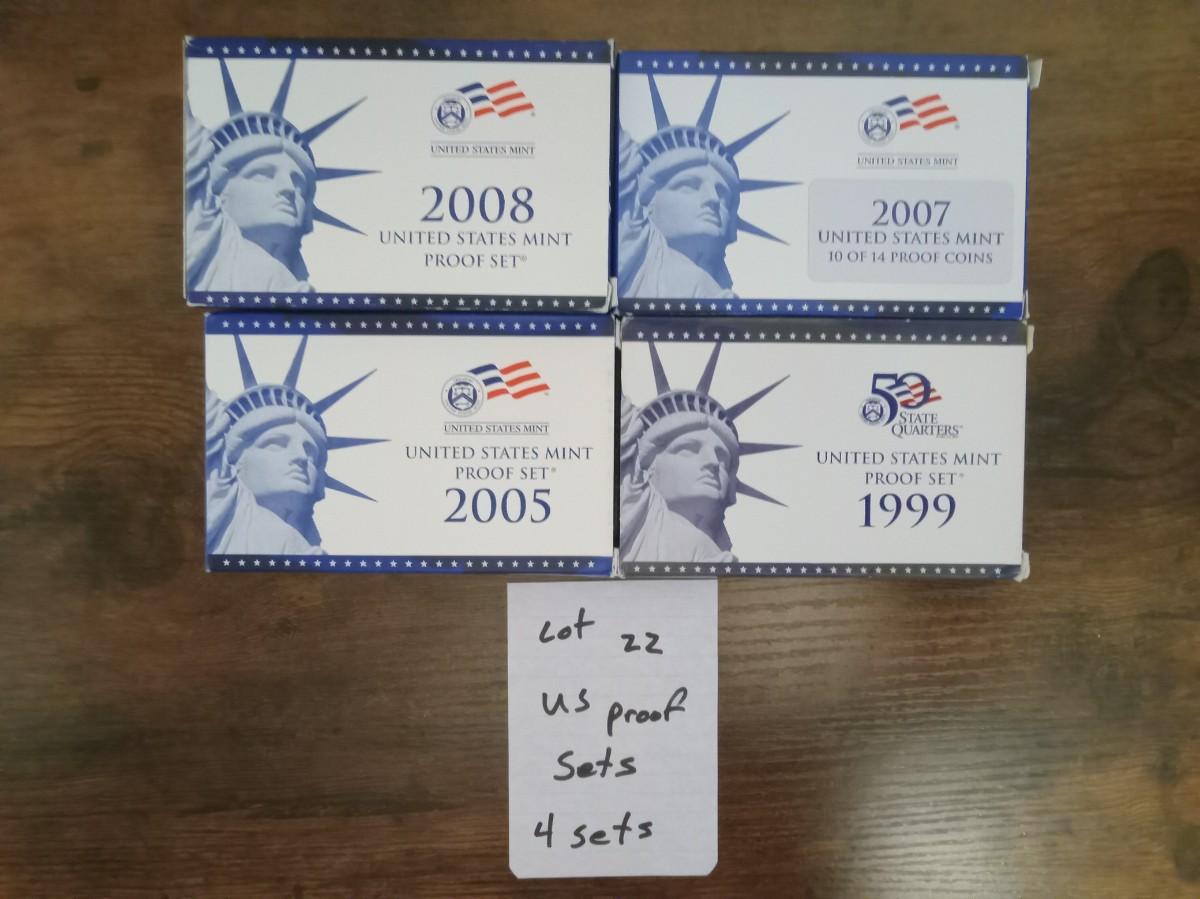 UNITED STATES MINT
2008
UNITED STATES MINT
PROOF SET®
UNITED STATES MINT
2007
UNITED STATES MINT
10 OF 14 PROOF COINS
UNITED STATES MINT
UNITED STATES MINT
PROOF SET®
2005
50
STATE
QUARTERS™
UNITED STATES MINT
PROOF SET®
1999
Lot 22
US proof
Sets
4 sets